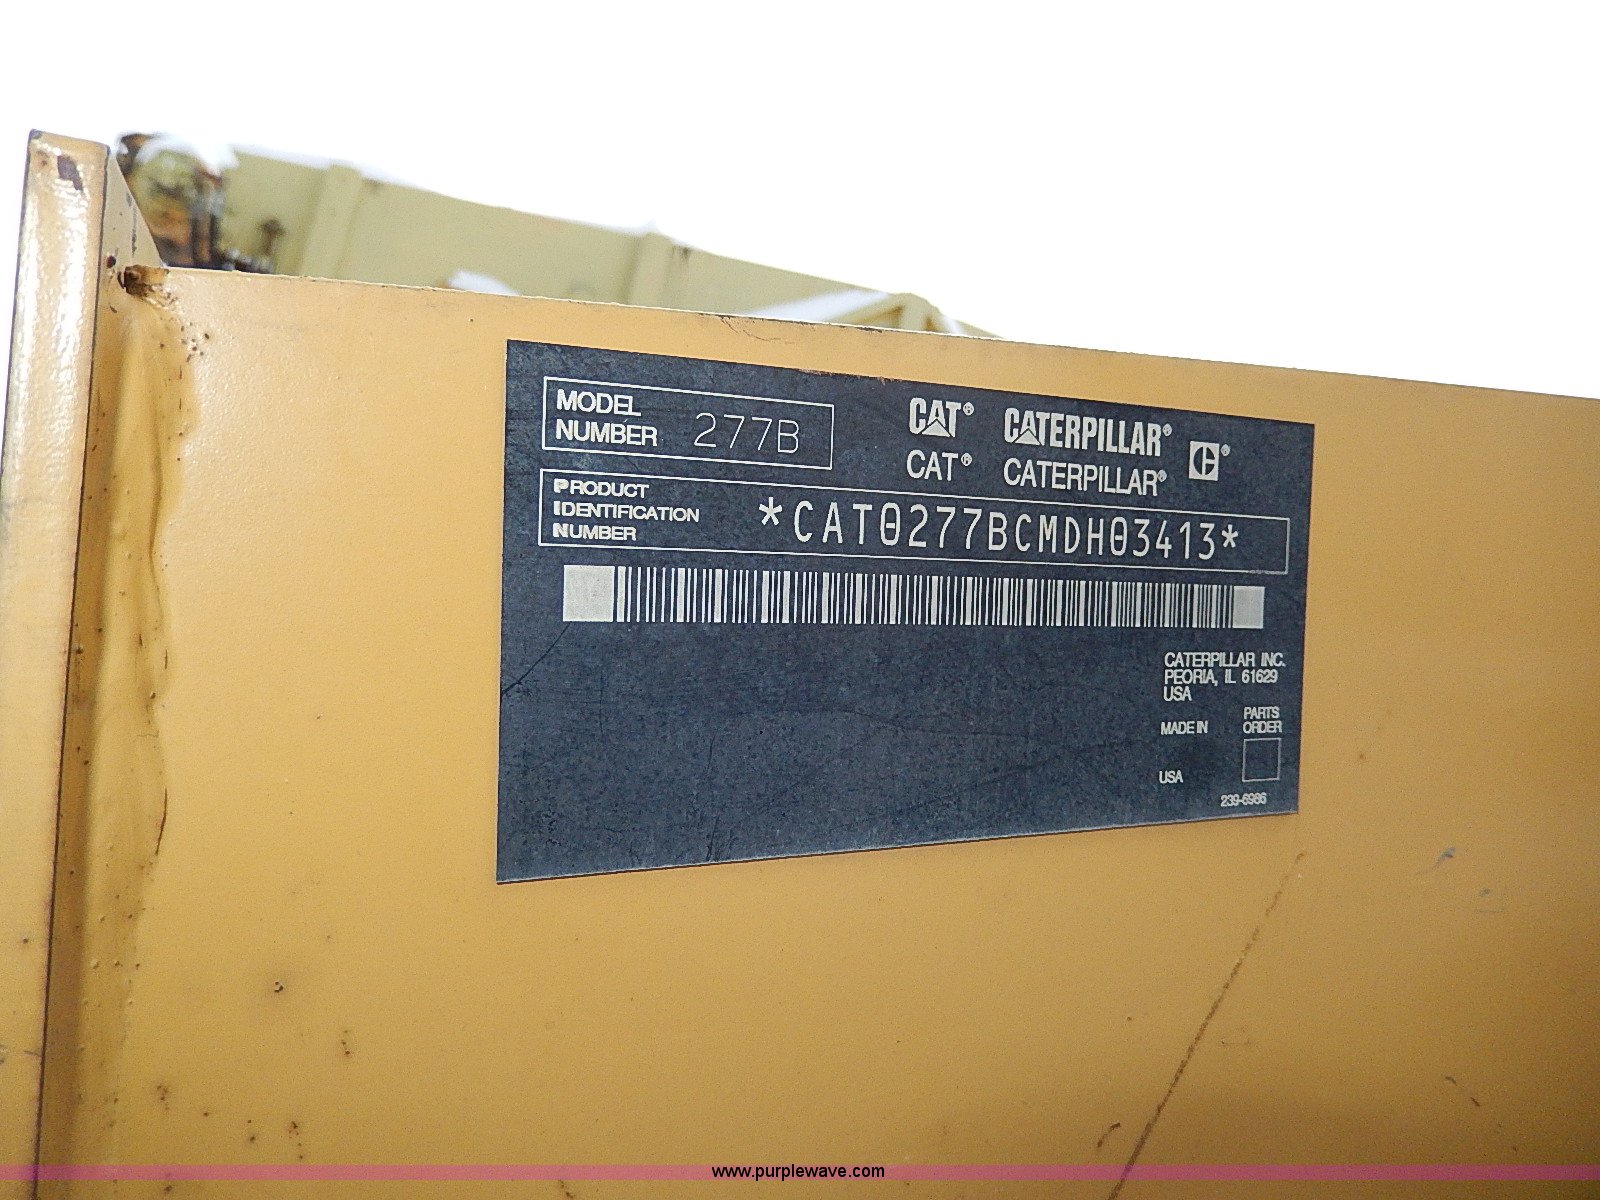 MODEL
NUMBER 277B
CAT® CATERPILLAR®
CAT® CATERPILLAR®
PRODUCT
IDENTIFICATION
NUMBER
*CAT0277BCMDH03413*
CATERPILLAR INC.
PEORIA, IL 61629
USA
MADE IN
PARTS
ORDER
USA
239-6986
www.purplewave.com